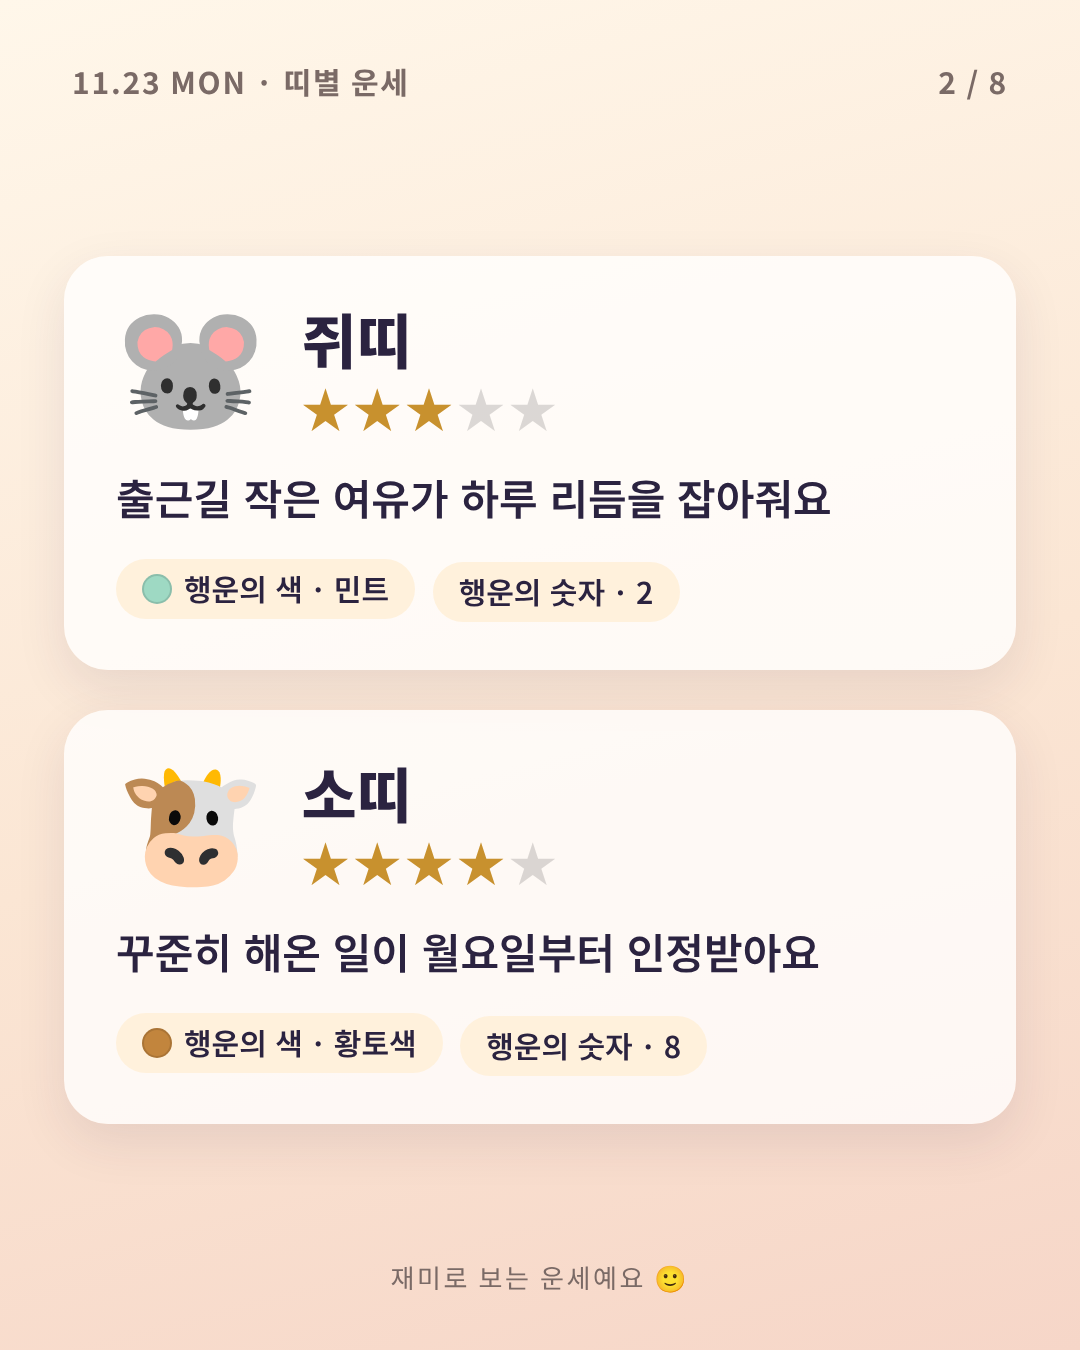 11.23 MON · 띠별 운세
2 / 8
쥐띠
★★★★★
출근길 작은 여유가 하루 리듬을 잡아줘요
행운의 색 · 민트
행운의 숫자 · 2
소띠
★★★★★
꾸준히 해온 일이 월요일부터 인정받아요
행운의 색 · 황토색
행운의 숫자 · 8
재미로 보는 운세예요 🙂